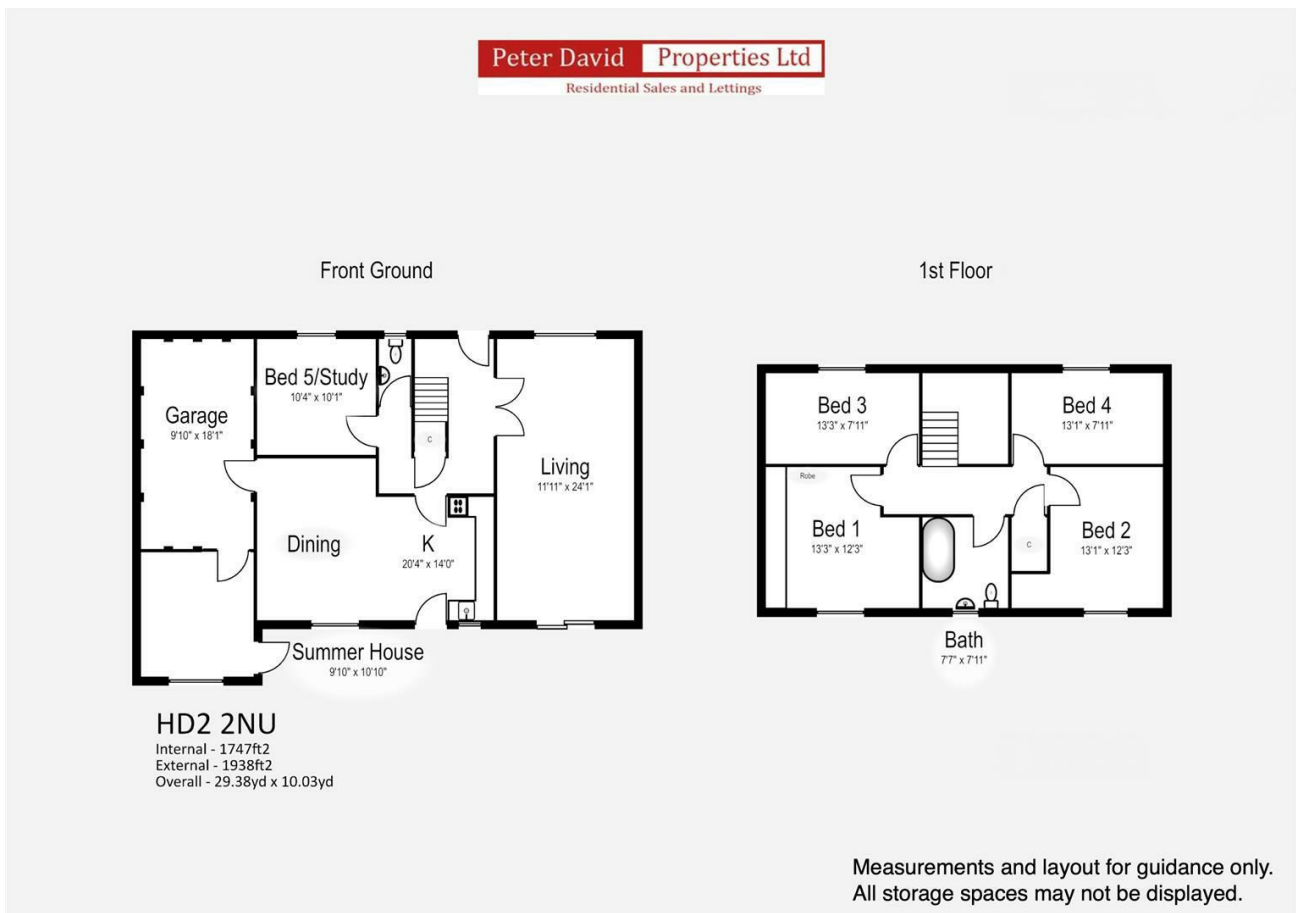 Peter David Properties Ltd
Residential Sales and Lettings
Front Ground
1st Floor
Bed 5/Study
10'4" x 10'1"
Garage
9'10" x 18'1"
C
Living
11'11" x 24'1"
Dining
K
20'4" x 14'0"
Summer House
9'10" x 10'10"
Bed 3
13'3" x 7'11"
Bed 4
13'1" x 7'11"
Robe
Bed 1
13'3" x 12'3"
C
Bed 2
13'1" x 12'3"
Bath
7'7" x 7'11"
HD2 2NU
Internal - 1747ft2
External - 1938ft2
Overall - 29.38yd x 10.03yd
Measurements and layout for guidance only.
All storage spaces may not be displayed.